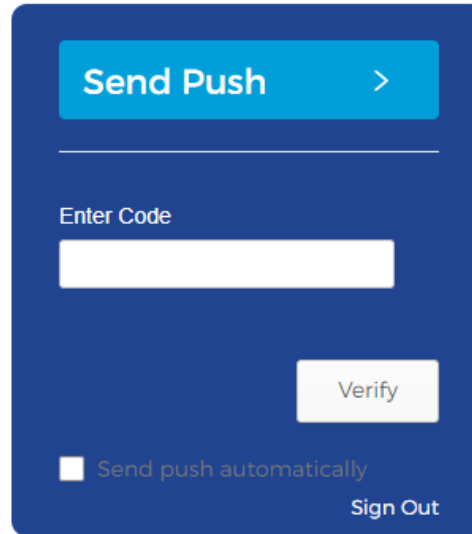 Send Push
Enter Code
Verify
Send push automatically
Sign Out